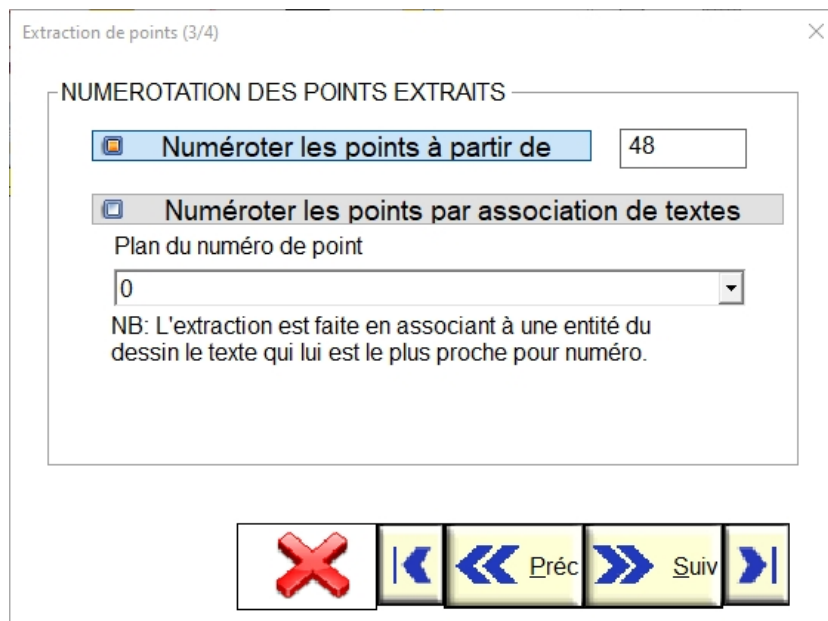 Extraction de points (3/4)
NUMEROTATION DES POINTS EXTRAITS
Numéroter les points à partir de 48
Numéroter les points par association de textes
Plan du numéro de point
0
NB: L'extraction est faite en associant à une entité du
dessin le texte qui lui est le plus proche pour numéro.
Préc Suiv